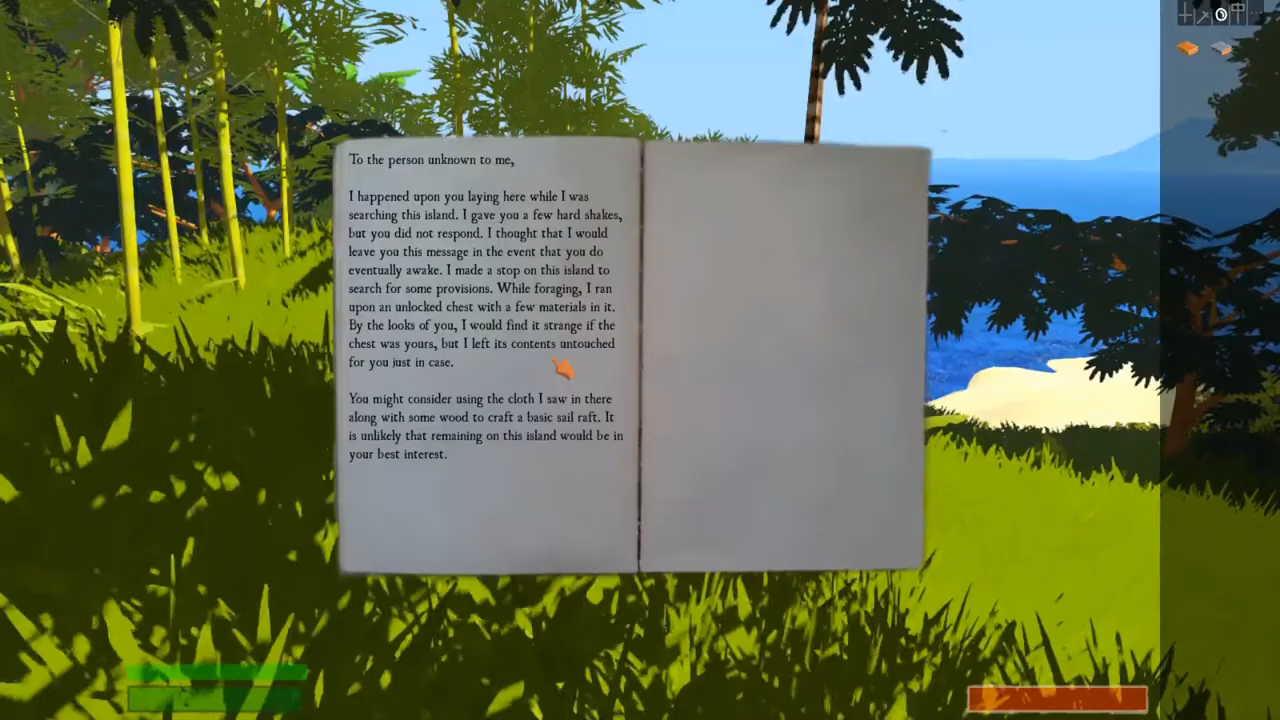 To the person unknown to me,
I happened upon you laying here while I was
searching this island. I gave you a few hard shakes,
but you did not respond. I thought that I would
leave you this message in the event that you do
eventually awake. I made a stop on this island to
search for some provisions. While foraging, I ran
upon an unlocked chest with a few materials in it.
By the looks of you, I would find it strange if the
chest was yours, but I left its contents untouched
for you just in case.
You might consider using the cloth I saw in there
along with some wood to craft a basic sail raft. It
is unlikely that remaining on this island would be in
your best interest.